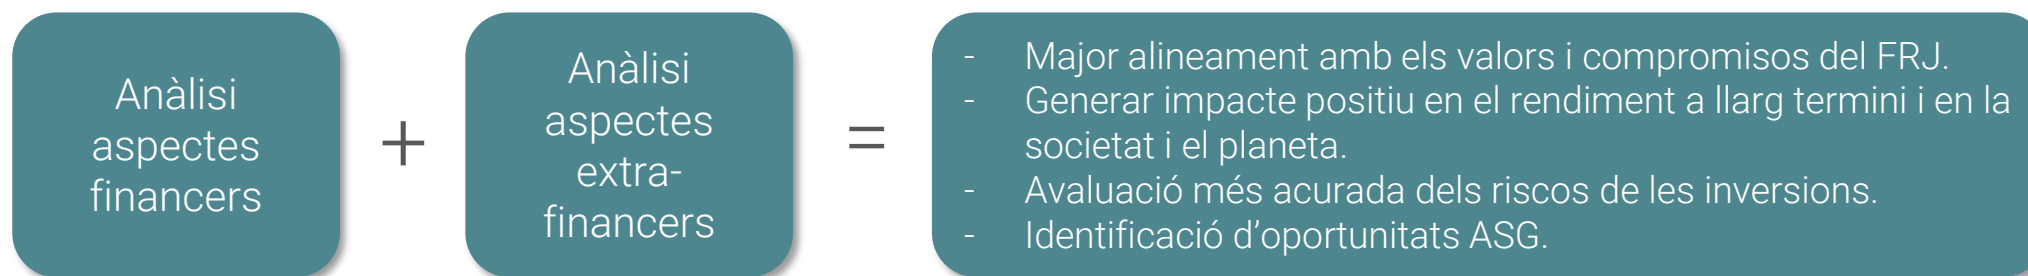 Anàlisi
aspectes
financers
+
Anàlisi
aspectes
extra-
financers
=
- Major alineament amb els valors i compromisos del FRJ.
- Generar impacte positiu en el rendiment a llarg termini i en la
societat i el planeta.
- Avaluació més acurada dels riscos de les inversions.
- Identificació d’oportunitats ASG.